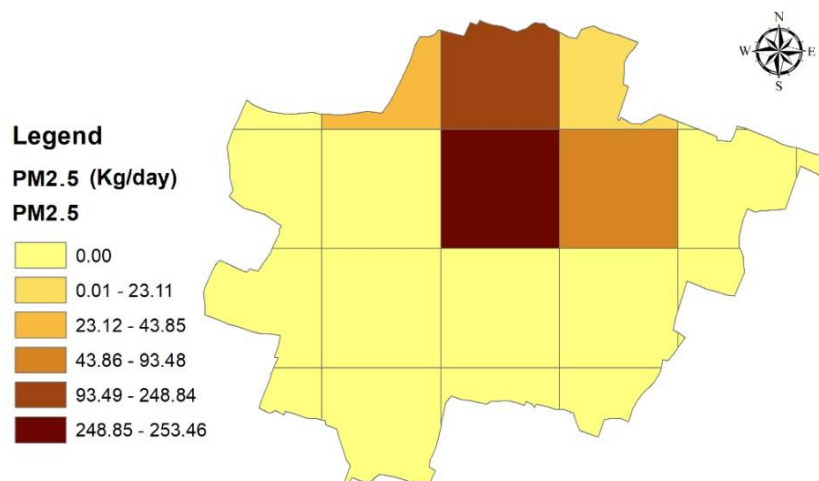 N
W E
S
Legend
PM2.5 (Kg/day)
PM2.5
0.00
0.01 - 23.11
23.12 - 43.85
43.86 - 93.48
93.49 - 248.84
248.85 - 253.46